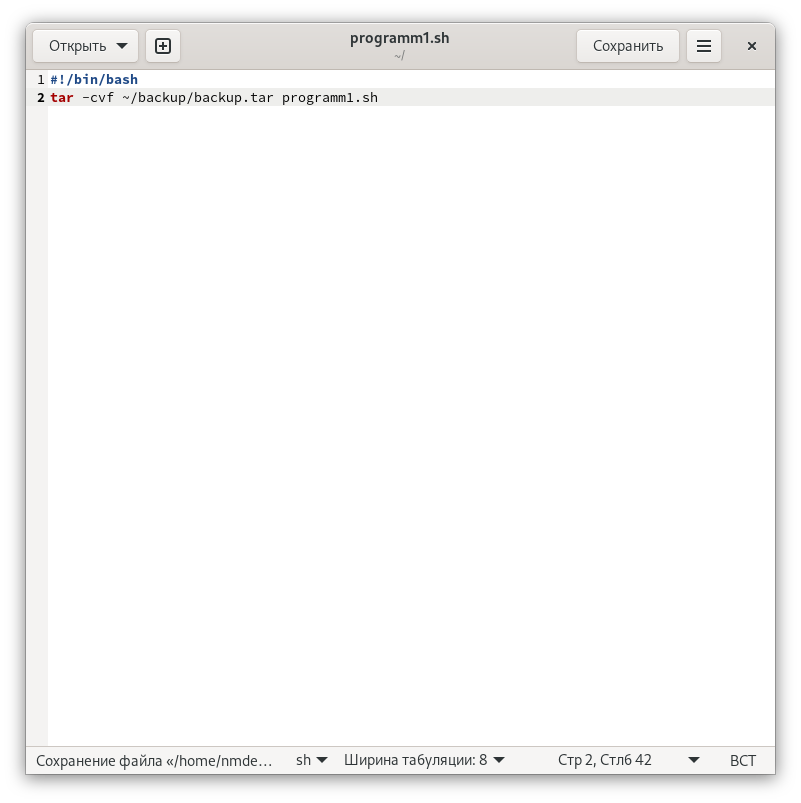 Открыть
programm1.sh
~/
Сохранить
1 #!/bin/bash
2 tar -cvf ~/backup/backup.tar programm1.sh
Сохранение файла «/home/nmde… sh Ширина табуляции: 8 Стр 2, Стлб 42 ВСТ